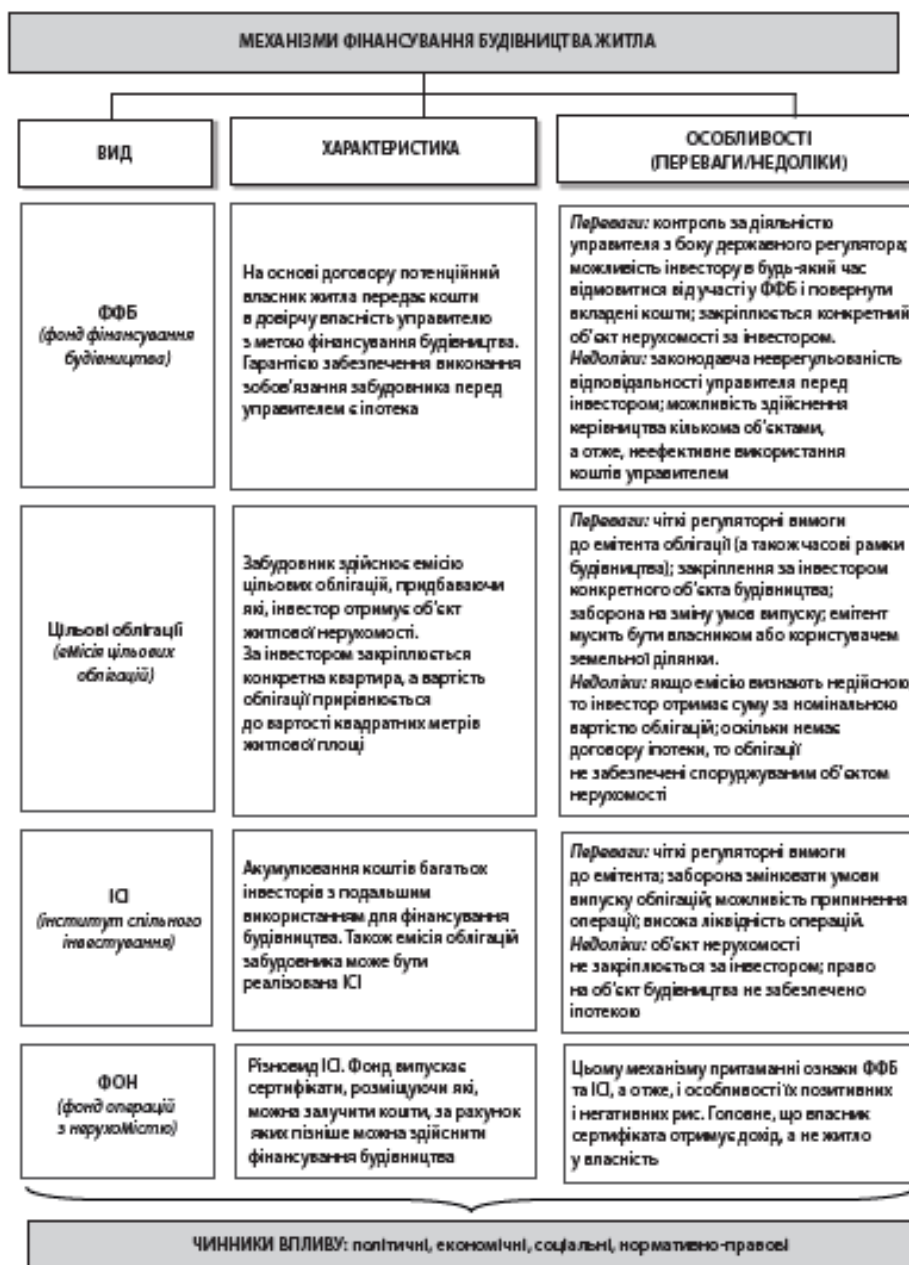 МЕХАНІЗМИ ФІНАНСУВАННЯ БУДІВНИЦТВА ЖИТЛА
ВИД
ХАРАКТЕРИСТИКА
ОСОБЛИВОСТІ
(ПЕРЕВАГИ/НЕДОЛІКИ)
ФФБ
(фонд фінансування
будівництва)
На основі договору потенційний
власник житла передає кошти
в довірчу власність управителю
з метою фінансування будівництва.
Гарантією забезпечення виконання
зобов'язання забудовника перед
управителем є іпотека
Переваги: контроль за діяльністю
управителя з боку державного регулятора;
можливість інвестору в будь-який час
відмовитися від участі у ФФБ і повернути
вкладені кошти; закріплюється конкретний
об'єкт нерухомості за інвестором.
Недоліки: законодавча неврегульованість
відповідальності управителя перед
інвестором; можливість здійснення
керівництва кількома об'єктами,
а отже, неефективне використання
коштів управителем
Цільові облігації
(емісія цільових
облігацій)
Забудовник здійснює емісію
цільових облігацій, придбаваючи
які, інвестор отримує об'єкт
житлової нерухомості.
За інвестором закріплюється
конкретна квартира, а вартість
облігації прирівнюється
до вартості квадратних метрів
житлової площі
Переваги: чіткі регуляторні вимоги
до емітента облігації (а також часові рамки
будівництва); закріплення за інвестором
конкретного об'єкта будівництва;
заборона на зміну умов випуску; емітент
мусить бути власником або користувачем
земельної ділянки.
Недоліки: якщо емісію визнають недійсною
то інвестор отримає суму за номінальною
вартістю облігацій; оскільки немає
договору іпотеки, то облігації
не забезпечені споруджуваним об'єктом
нерухомості
ІСІ
(інститут спільного
інвестування)
Акумулювання коштів багатьох
інвесторів з подальшим
використанням для фінансування
будівництва. Також емісія облігацій
забудовника може бути
реалізована ІСІ
Переваги: чіткі регуляторні вимоги
до емітента; заборона змінювати умови
випуску облігацій; можливість припинення
операції; висока ліквідність операцій.
Недоліки: об'єкт нерухомості
не закріплюється за інвестором; право
на об'єкт будівництва не забезпечено
іпотекою
ФОН
(фонд операцій
з нерухомістю)
Різновид ІСІ. Фонд випускає
сертифікати, розміщуючи які,
можна залучити кошти, за рахунок
яких пізніше можна здійснити
фінансування будівництва
Цьому механізму притаманні ознаки ФФБ
та ІСІ, а отже, і особливості їх позитивних
і негативних рис. Головне, що власник
сертифіката отримує дохід, а не житло
у власність
ЧИННИКИ ВПЛИВУ: політичні, економічні, соціальні, нормативно-правові